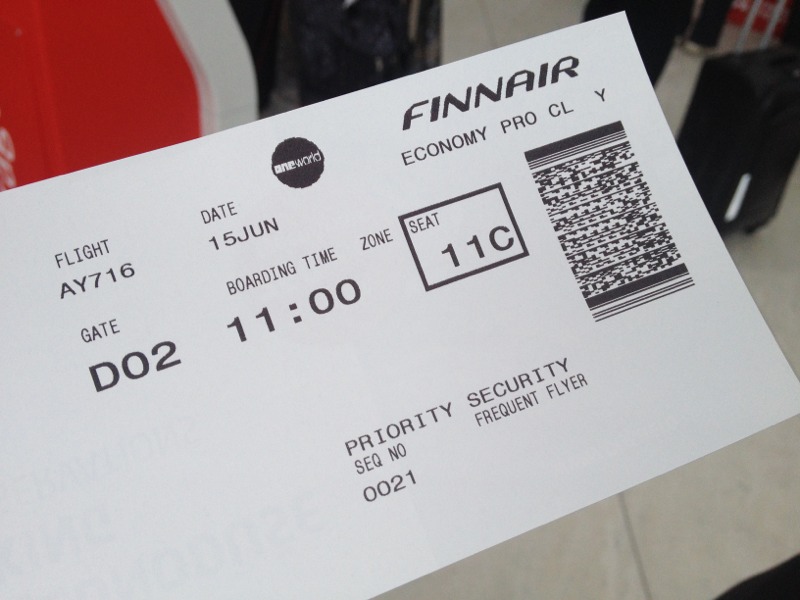 FINNAIR
oneworld
ECONOMY PRO CL Y
FLIGHT
AY716
DATE
15JUN
GATE
D02
BOARDING TIME
11:00
ZONE
SEAT
11C
PRIORITY SECURITY
SEQ NO
FREQUENT FLYER
0021